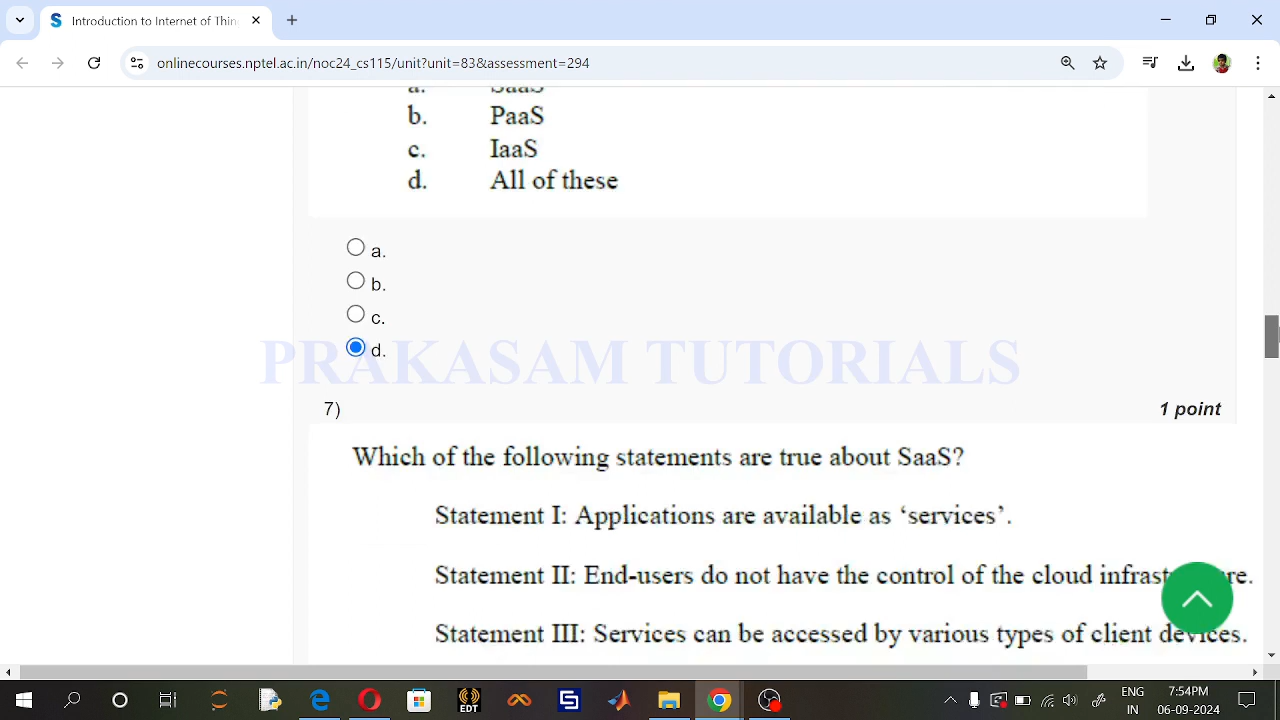 Introduction to Internet of Thin
onlinecourses.nptel.ac.in/noc24_cs115/unit?unit=83&assessment=294
a. SaaS
b. PaaS
c. IaaS
d. All of these
a.
b.
c.
d.
PRAKASAM TUTORIALS
7) 1 point
Which of the following statements are true about SaaS?
Statement I: Applications are available as ‘services’.
Statement II: End-users do not have the control of the cloud infrast re.
Statement III: Services can be accessed by various types of client devices.
EDT
ENG 7:54PM
IN 06-09-2024